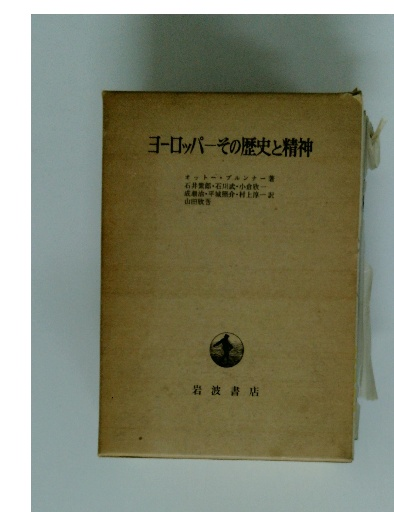 ヨーロッパ―その歴史と精神
オットー・ブルンナー著
石井紫郎・石川武・小倉欣一
成瀬治・平城照介・村上淳一訳
山田欣吾
岩波書店